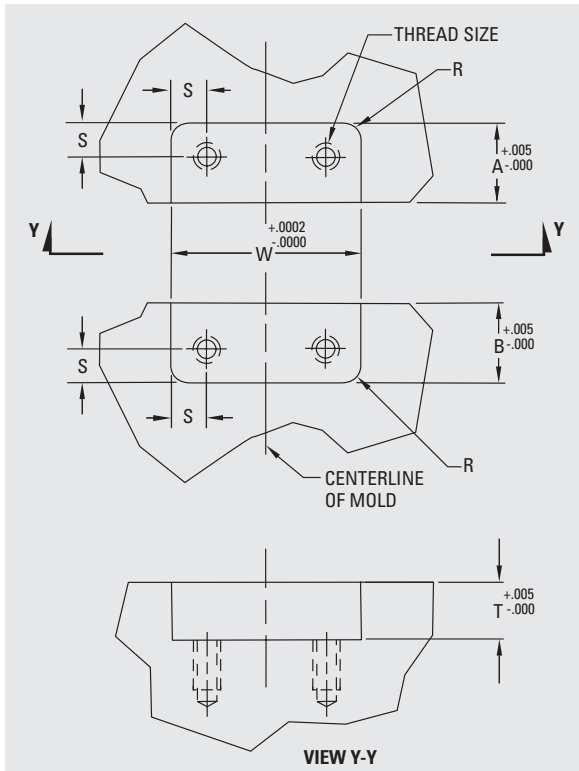 THREAD SIZE
R
S
S
A +.005 -.000
Y
Y
W +.0002 -.0000
S
B +.005 -.000
S
R
CENTERLINE
OF MOLD
T +.005 -.000
VIEW Y-Y